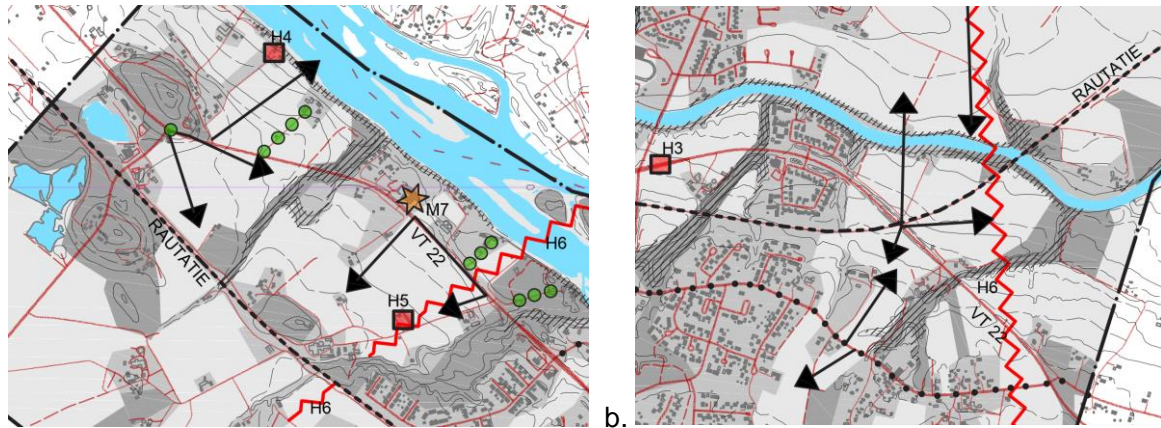 H4
M7
RAUTATIE
VT 22
H6
H5
H6
b.
RAUTATIE
H3
H6
VT 22